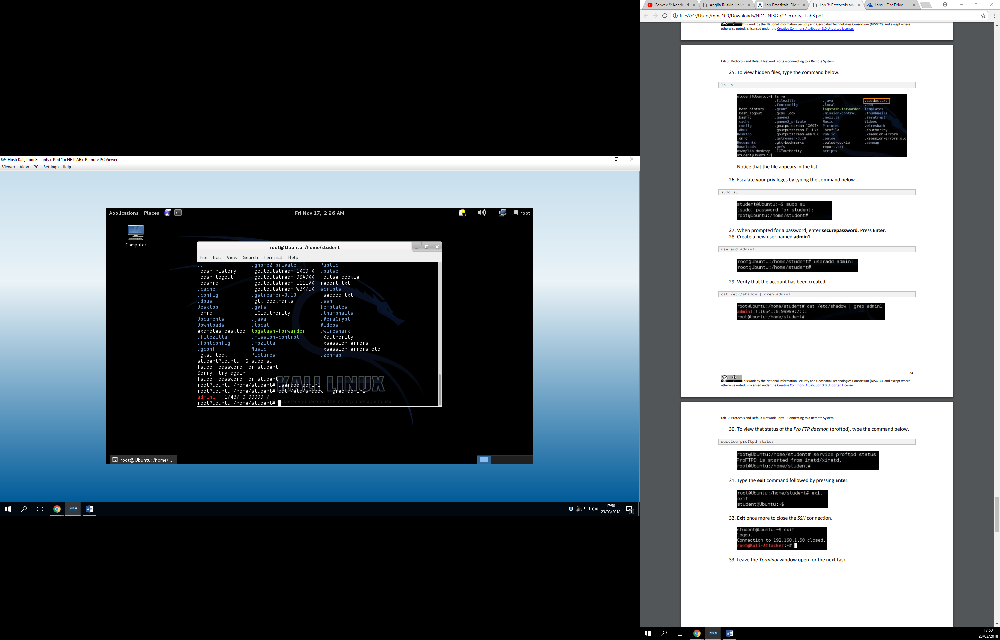 Host: Kali, Pod: Security+ Pod 1 :: NETLAB+ Remote PC Viewer
Viewer View PC Settings Help
Applications Places
Fri Nov 17, 2:26 AM
root
Computer
root@Ubuntu: /home/student
File Edit View Search Terminal Help
.. .gnome2_private Public
.bash_history .goutputstream-1XG9TX .pulse
.bash_logout .goutputstream-9SADXX .pulse-cookie
.bashrc .goutputstream-E11LVX report.txt
.cache .goutputstream-WBK7UX scripts
.config .gstreamer-0.10 .secdoc.txt
.dbus .gtk-bookmarks .ssh
Desktop .gvfs Templates
.dmrc .ICEauthority .thumbnails
Documents .java .VeraCrypt
Downloads .local Videos
examples.desktop logstash-forwarder .wireshark
.filezilla .mission-control .Xauthority
.fontconfig .mozilla .xsession-errors
.gconf Music .xsession-errors.old
.gksu.lock Pictures .zenmap
student@Ubuntu:~$ sudo su
[sudo] password for student:
Sorry, try again.
[sudo] password for student:
root@Ubuntu:/home/student# useradd admin1
root@Ubuntu:/home/student# cat /etc/shadow | grep admin1
admin1:!:17487:0:99999:7:::
root@Ubuntu:/home/student#
KALI LINUX
quieter you become, the more you are able to hear
root@Ubuntu: /home/...
NDG
17:50
23/03/2018
1
Convex & Kend
Anglia Ruskin Unive
Lab Practicals: Digit
Lab 3: Protocols and
Labs - OneDrive
file:///C:/Users/rnmc100/Downloads/NDG_NISGTC_Security__Lab3.pdf
This work by the National Information Security and Geospatial Technologies Consortium (NISGTC), and except where
otherwise noted, is licensed under the Creative Commons Attribution 3.0 Unported License.
Lab 3: Protocols and Default Network Ports – Connecting to a Remote System
25. To view hidden files, type the command below.
ls -a
student@Ubuntu:~$ ls -a
. .filezilla .java .secdoc.txt
.. .fontconfig .local .ssh
.bash_history .gconf logstash-forwarder Templates
.bash_logout .gksu.lock .mission-control .thumbnails
.bashrc .gnome2 .mozilla .VeraCrypt
.cache .gnome2_private Music Videos
.config .goutputstream-1XG9TX Pictures .wireshark
.dbus .goutputstream-E11LVX .profile .Xauthority
Desktop .goutputstream-WBK7UX Public .xsession-errors
.dmrc .gstreamer-0.10 .pulse .xsession-errors.old
Documents .gtk-bookmarks .pulse-cookie .zenmap
Downloads .gvfs report.txt
examples.desktop .ICEauthority scripts
student@Ubuntu:~$
Notice that the file appears in the list.
26. Escalate your privileges by typing the command below.
sudo su
student@Ubuntu:~$ sudo su
[sudo] password for student:
root@Ubuntu:/home/student#
27. When prompted for a password, enter securepassword. Press Enter.
28. Create a new user named admin1.
useradd admin1
root@Ubuntu:/home/student# useradd admin1
root@Ubuntu:/home/student#
29. Verify that the account has been created.
cat /etc/shadow | grep admin1
root@Ubuntu:/home/student# cat /etc/shadow | grep admin1
admin1:!:16541:0:99999:7:::
root@Ubuntu:/home/student#
24
This work by the National Information Security and Geospatial Technologies Consortium (NISGTC), and except where
otherwise noted, is licensed under the Creative Commons Attribution 3.0 Unported License.
Lab 3: Protocols and Default Network Ports – Connecting to a Remote System
30. To view that status of the Pro FTP daemon (proftpd), type the command below.
service proftpd status
root@Ubuntu:/home/student# service proftpd status
ProFTPD is started from inetd/xinetd.
root@Ubuntu:/home/student#
31. Type the exit command followed by pressing Enter.
root@Ubuntu:/home/student# exit
exit
student@Ubuntu:~$
32. Exit once more to close the SSH connection.
student@Ubuntu:~$ exit
logout
Connection to 192.168.1.50 closed.
root@Kali-Attacker:~#
33. Leave the Terminal window open for the next task.
NDG
17:50
23/03/2018